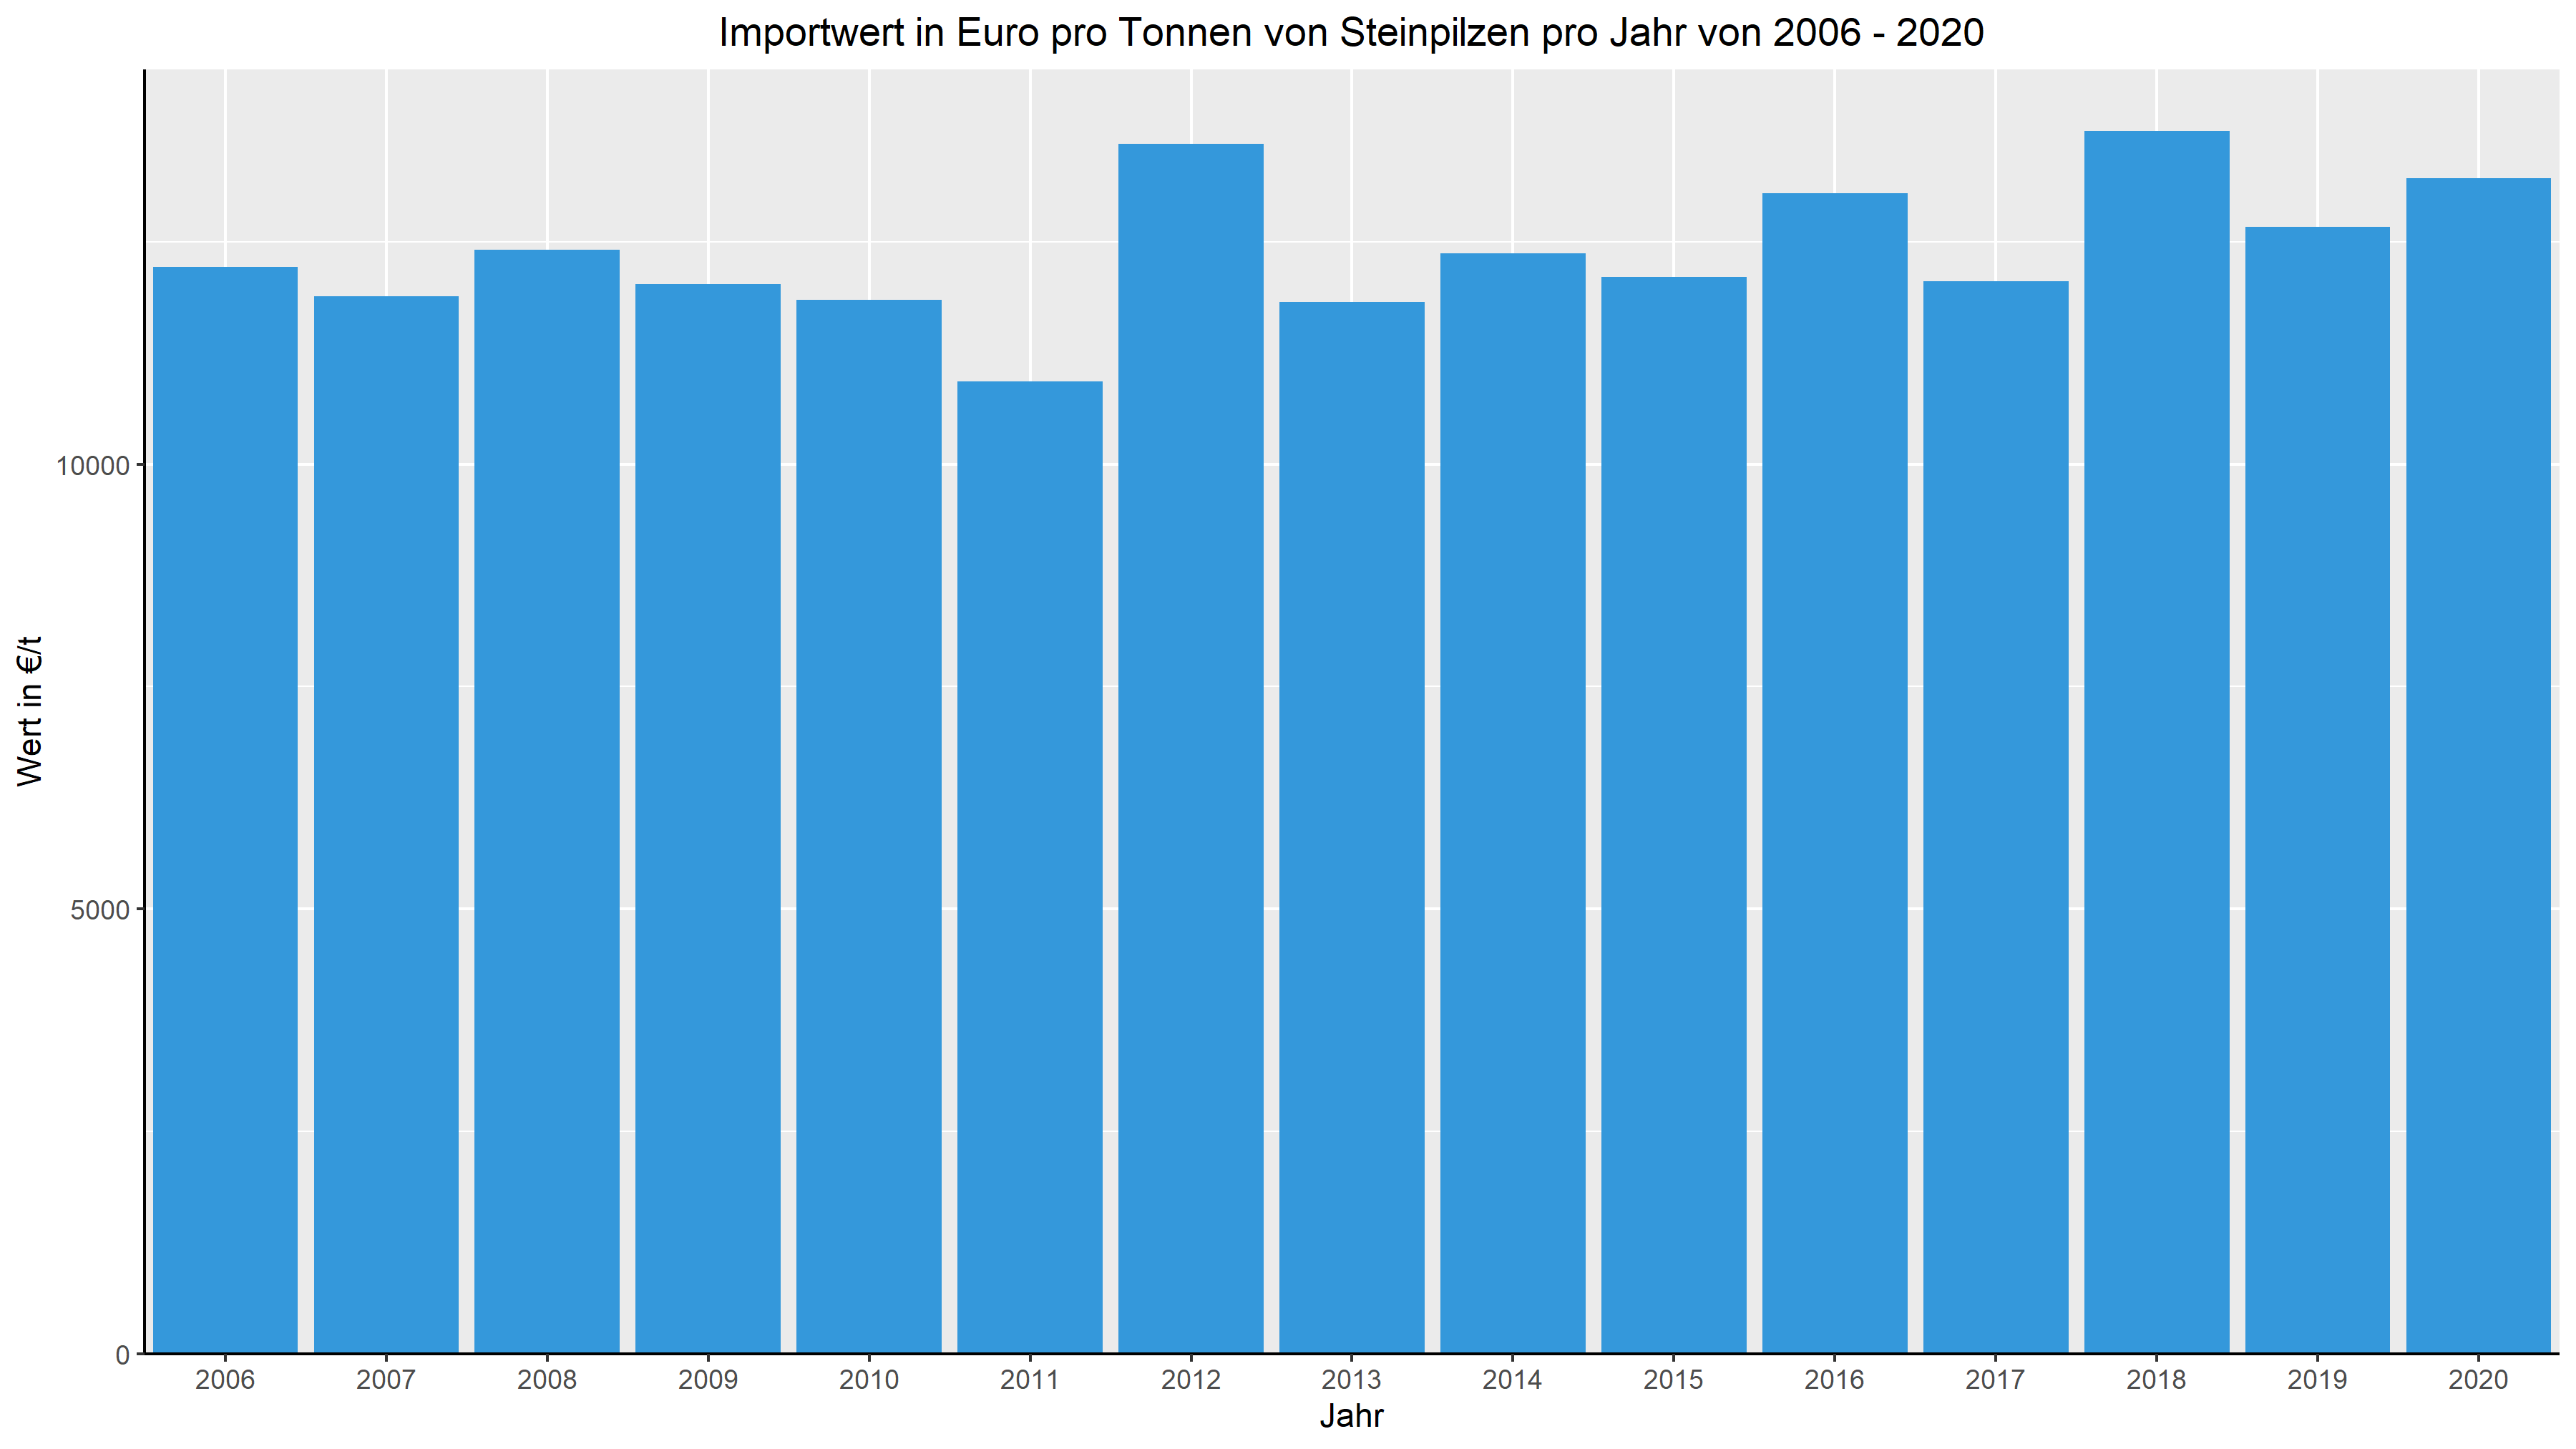 Importwert in Euro pro Tonnen von Steinpilzen pro Jahr von 2006 - 2020
Wert in €/t
10000
5000
0
2006 2007 2008 2009 2010 2011 2012 2013 2014 2015 2016 2017 2018 2019 2020
Jahr